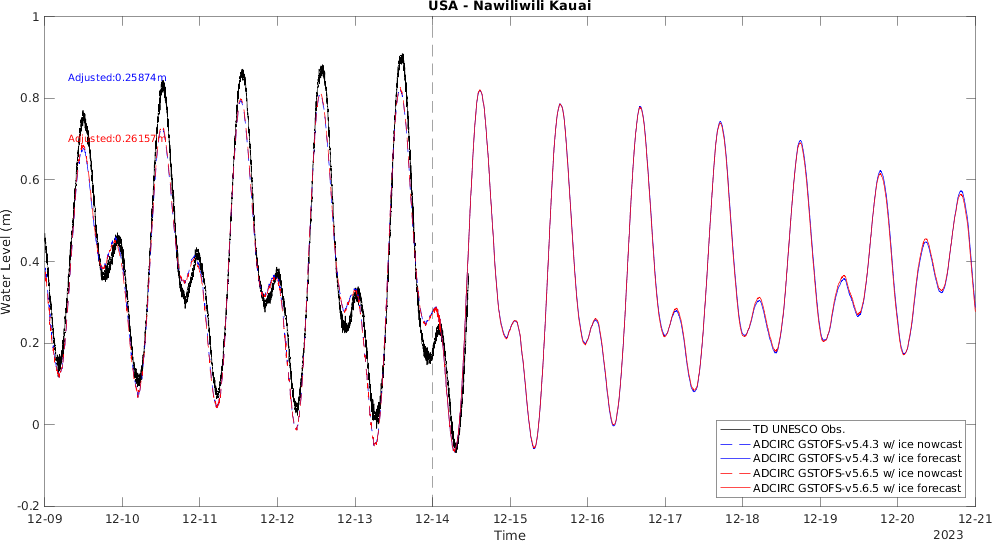 USA - Nawiliwili Kauai
1
0.8
0.6
0.4
0.2
0
-0.2
Water Level (m)
Adjusted:0.25874m
Adjusted:0.26157m
TD UNESCO Obs.
ADCIRC GSTOFS-v5.4.3 w/ ice nowcast
ADCIRC GSTOFS-v5.4.3 w/ ice forecast
ADCIRC GSTOFS-v5.6.5 w/ ice nowcast
ADCIRC GSTOFS-v5.6.5 w/ ice forecast
12-09 12-10 12-11 12-12 12-13 12-14 12-15 12-16 12-17 12-18 12-19 12-20 12-21
Time
2023